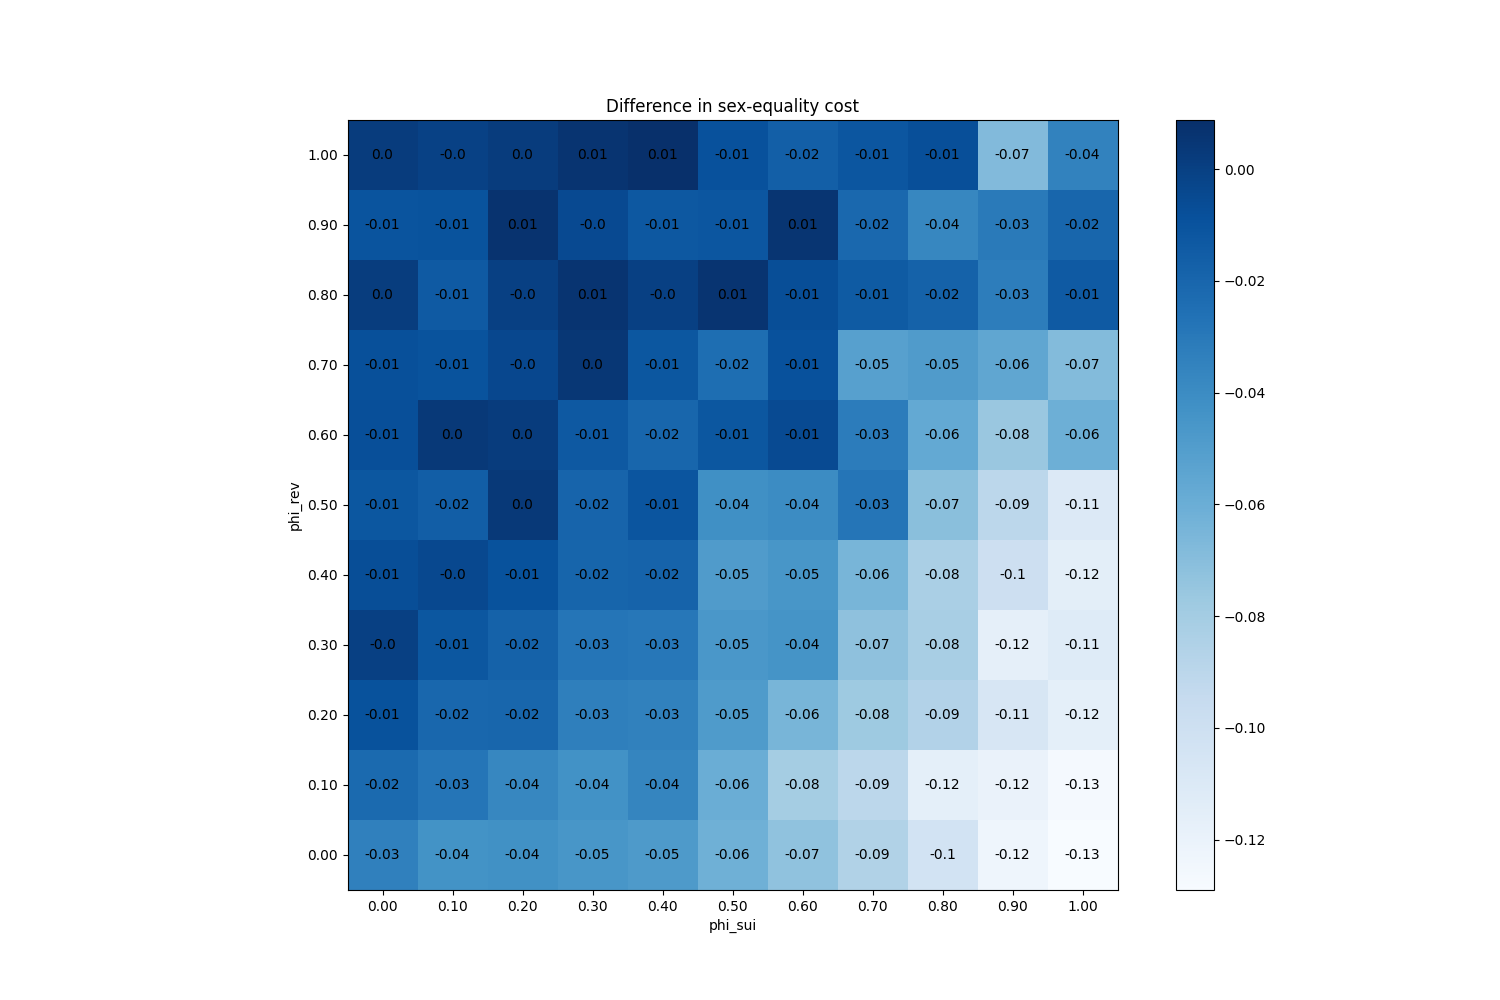 Difference in sex-equality cost
1.00 0.0 -0.0 0.0 0.01 0.01 -0.01 -0.02 -0.01 -0.01 -0.07 -0.04
0.90 -0.01 -0.01 0.01 -0.0 -0.01 -0.01 0.01 -0.02 -0.04 -0.03 -0.02
0.80 0.0 -0.01 -0.0 0.01 -0.0 0.01 -0.01 -0.01 -0.02 -0.03 -0.01
0.70 -0.01 -0.01 -0.0 0.0 -0.01 -0.02 -0.01 -0.05 -0.05 -0.06 -0.07
0.60 -0.01 0.0 0.0 -0.01 -0.02 -0.01 -0.01 -0.03 -0.06 -0.08 -0.06
0.50 -0.01 -0.02 0.0 -0.02 -0.01 -0.04 -0.04 -0.03 -0.07 -0.09 -0.11
0.40 -0.01 -0.0 -0.01 -0.02 -0.02 -0.05 -0.05 -0.06 -0.08 -0.1 -0.12
0.30 -0.0 -0.01 -0.02 -0.03 -0.03 -0.05 -0.04 -0.07 -0.08 -0.12 -0.11
0.20 -0.01 -0.02 -0.02 -0.03 -0.03 -0.05 -0.06 -0.08 -0.09 -0.11 -0.12
0.10 -0.02 -0.03 -0.04 -0.04 -0.04 -0.06 -0.08 -0.09 -0.12 -0.12 -0.13
0.00 -0.03 -0.04 -0.04 -0.05 -0.05 -0.06 -0.07 -0.09 -0.1 -0.12 -0.13
0.00 0.10 0.20 0.30 0.40 0.50 0.60 0.70 0.80 0.90 1.00
phi_sui
phi_rev
0.00
−0.02
−0.04
−0.06
−0.08
−0.10
−0.12